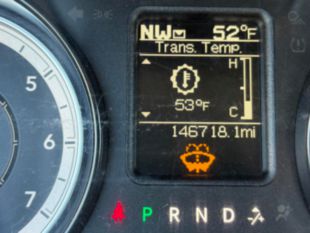 NW 52°F
Trans. Temp.
H
53°F
C
146718.1mi
5
6
7
P R N D